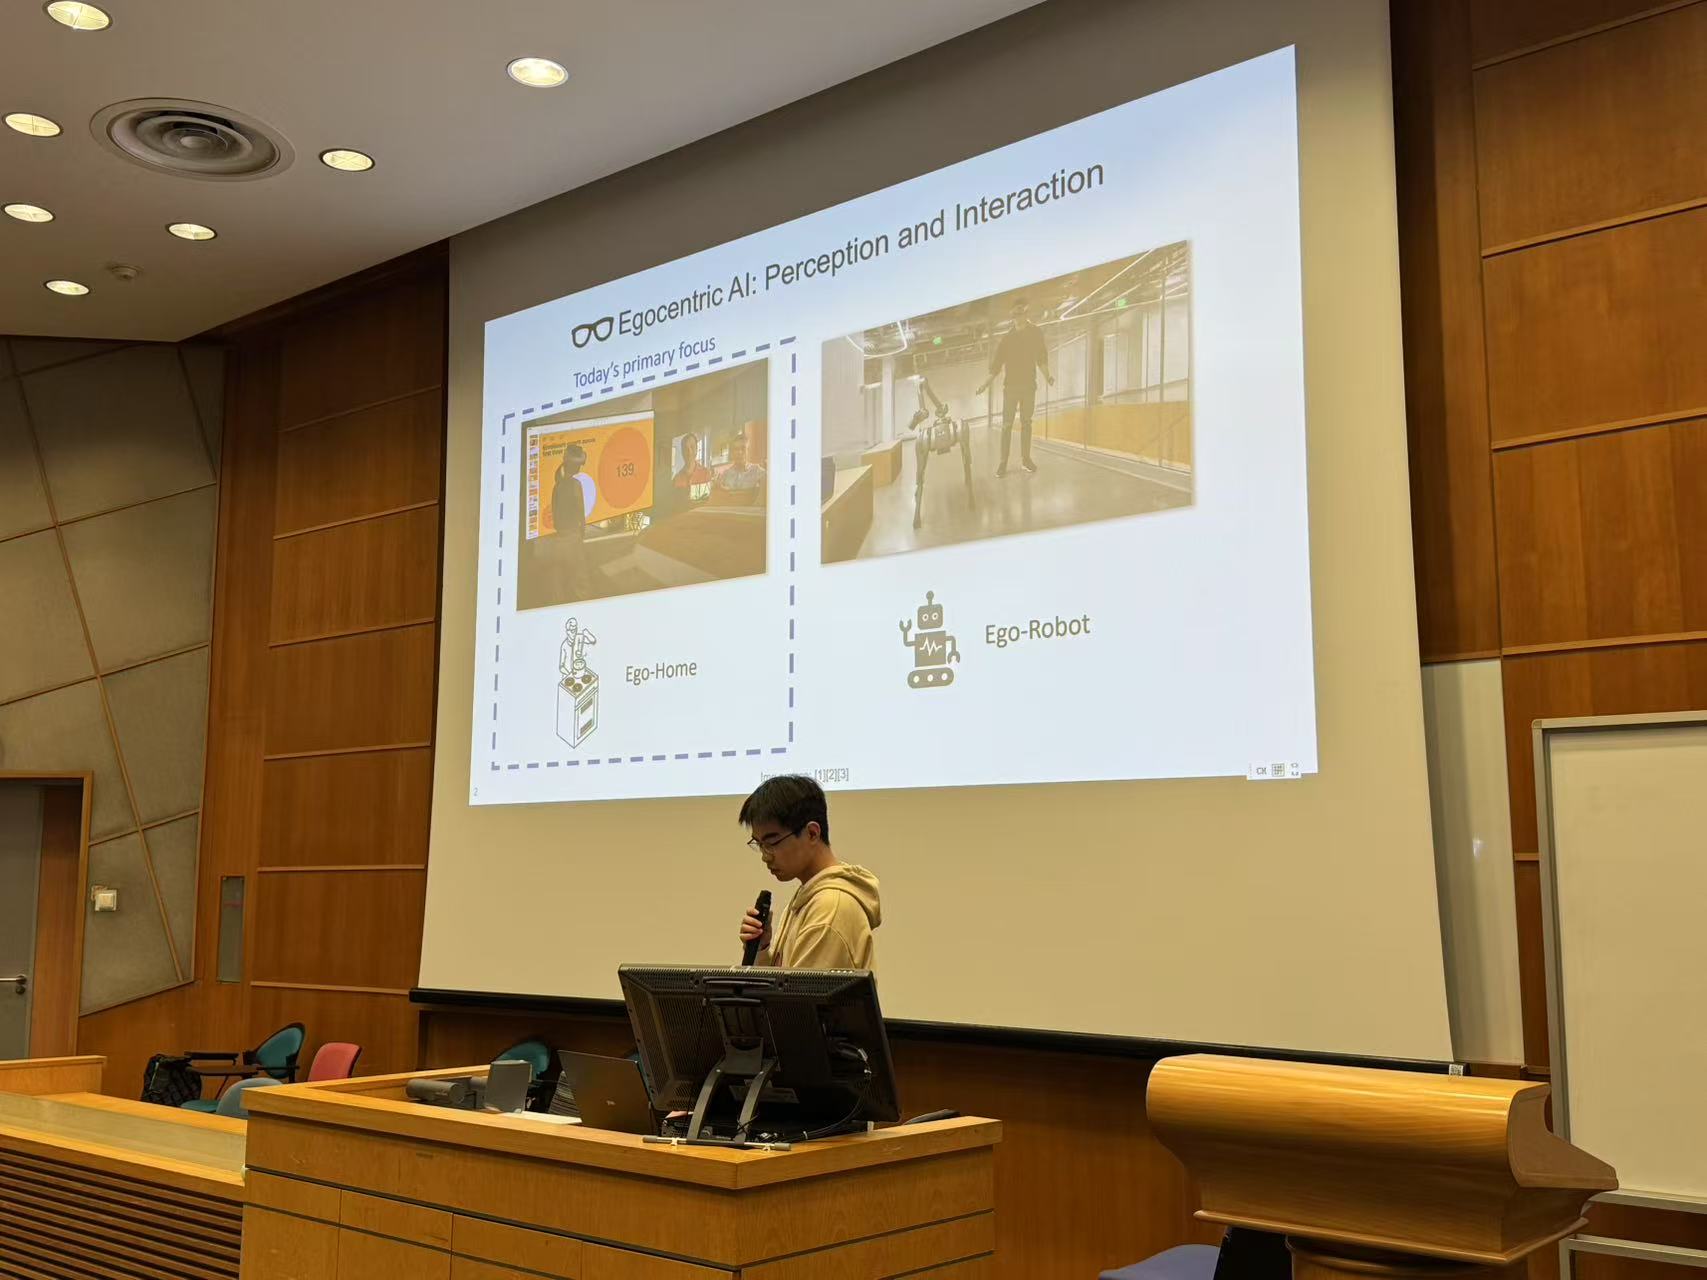 Egocentric AI: Perception and Interaction
Today's primary focus
139
Ego-Home
Ego-Robot
[1][2][3]
2